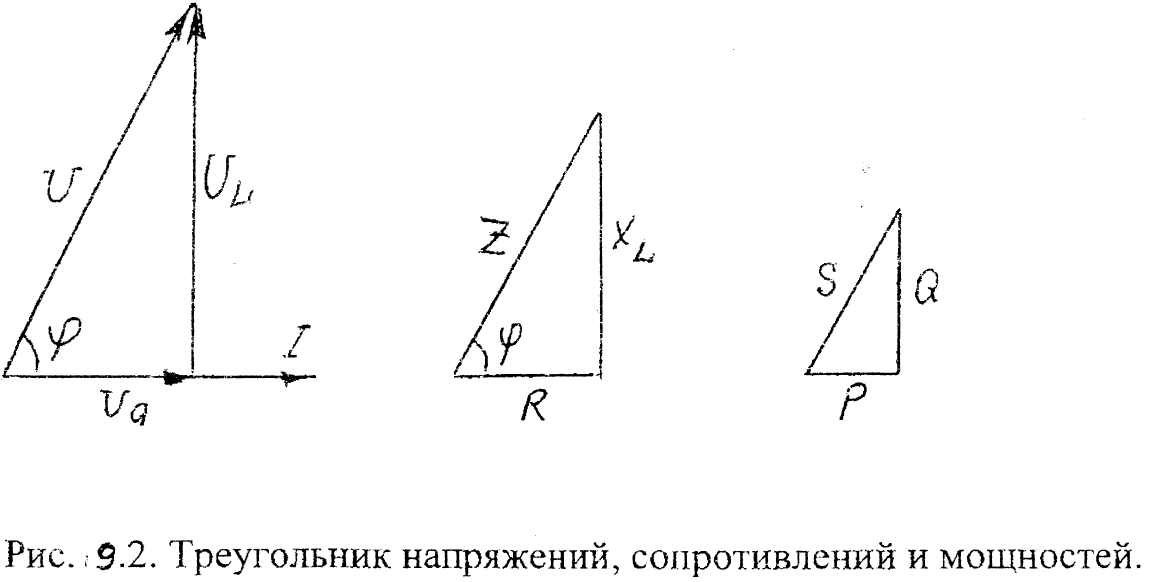 U
U_L
φ
I
U_a
Z
X_L
φ
R
S
Q
P
Рис. 9.2. Треугольник напряжений, сопротивлений и мощностей.